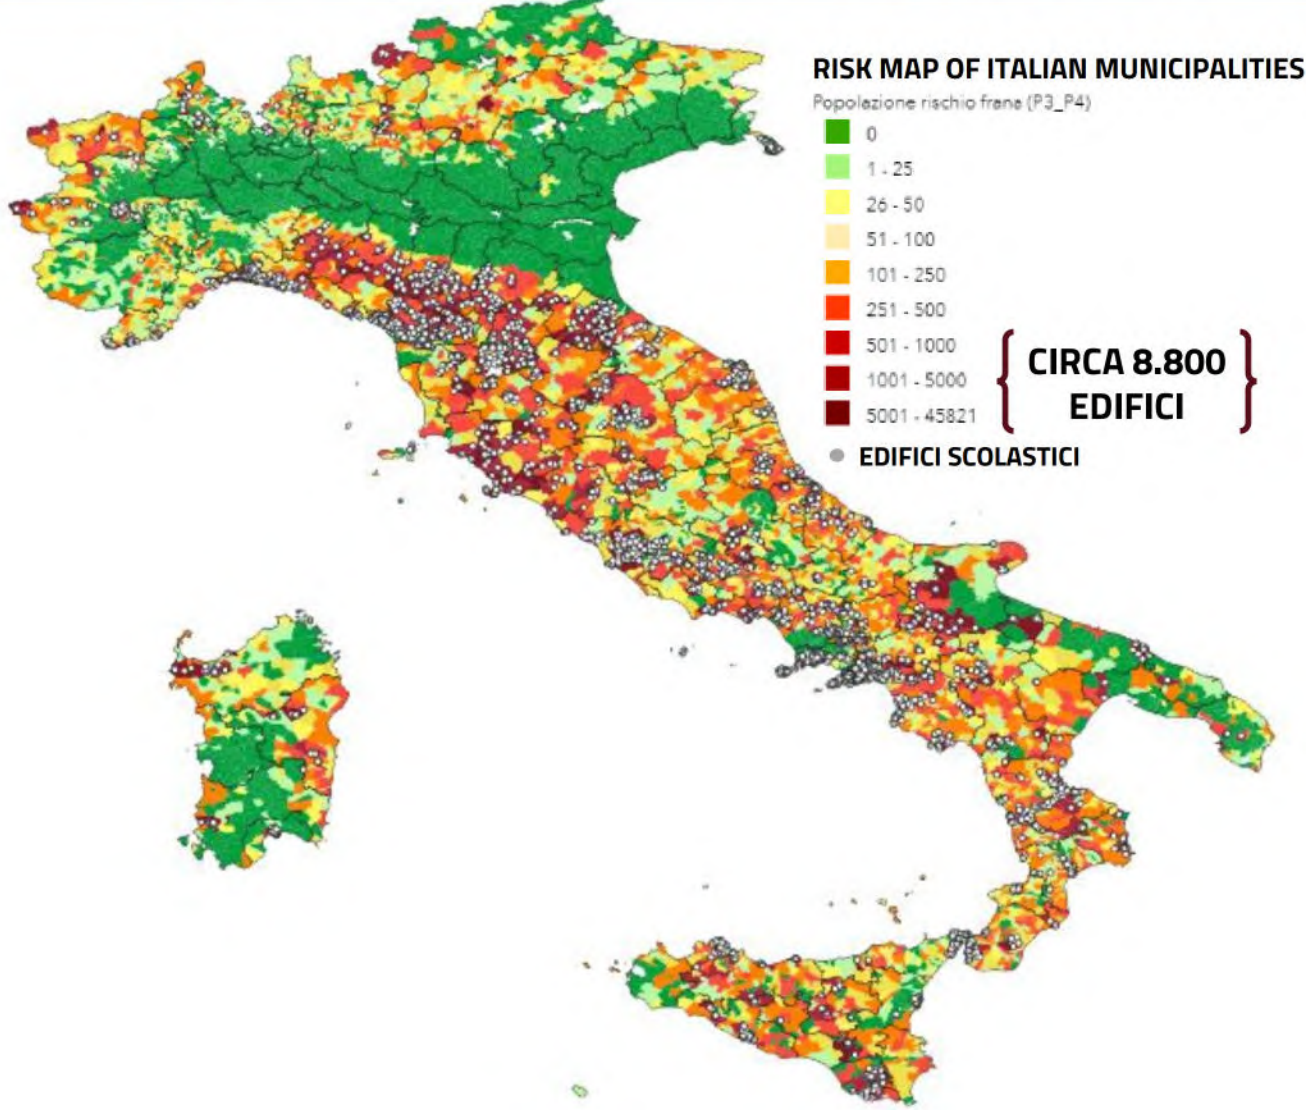 RISK MAP OF ITALIAN MUNICIPALITIES
Popolazione rischio frana (P3_P4)
0
1 - 25
26 - 50
51 - 100
101 - 250
251 - 500
501 - 1000
1001 - 5000
5001 - 45821
CIRCA 8.800
EDIFICI
EDIFICI SCOLASTICI